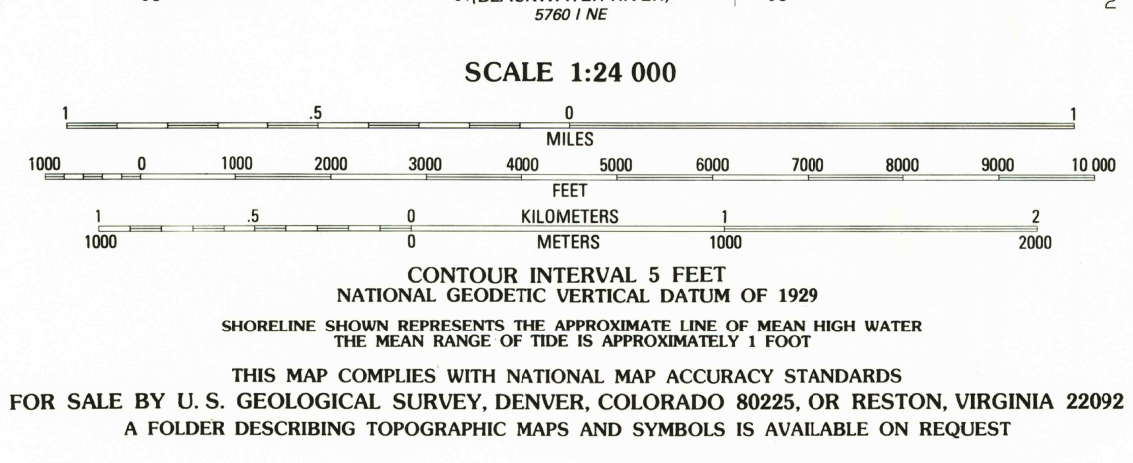 5760 I NE
SCALE 1:24 000
1 .5 0 1
MILES
1000 0 1000 2000 3000 4000 5000 6000 7000 8000 9000 10 000
FEET
1 .5 0 KILOMETERS 1 2
1000 0 METERS 1000 2000
CONTOUR INTERVAL 5 FEET
NATIONAL GEODETIC VERTICAL DATUM OF 1929
SHORELINE SHOWN REPRESENTS THE APPROXIMATE LINE OF MEAN HIGH WATER
THE MEAN RANGE OF TIDE IS APPROXIMATELY 1 FOOT
THIS MAP COMPLIES WITH NATIONAL MAP ACCURACY STANDARDS
FOR SALE BY U. S. GEOLOGICAL SURVEY, DENVER, COLORADO 80225, OR RESTON, VIRGINIA 22092
A FOLDER DESCRIBING TOPOGRAPHIC MAPS AND SYMBOLS IS AVAILABLE ON REQUEST